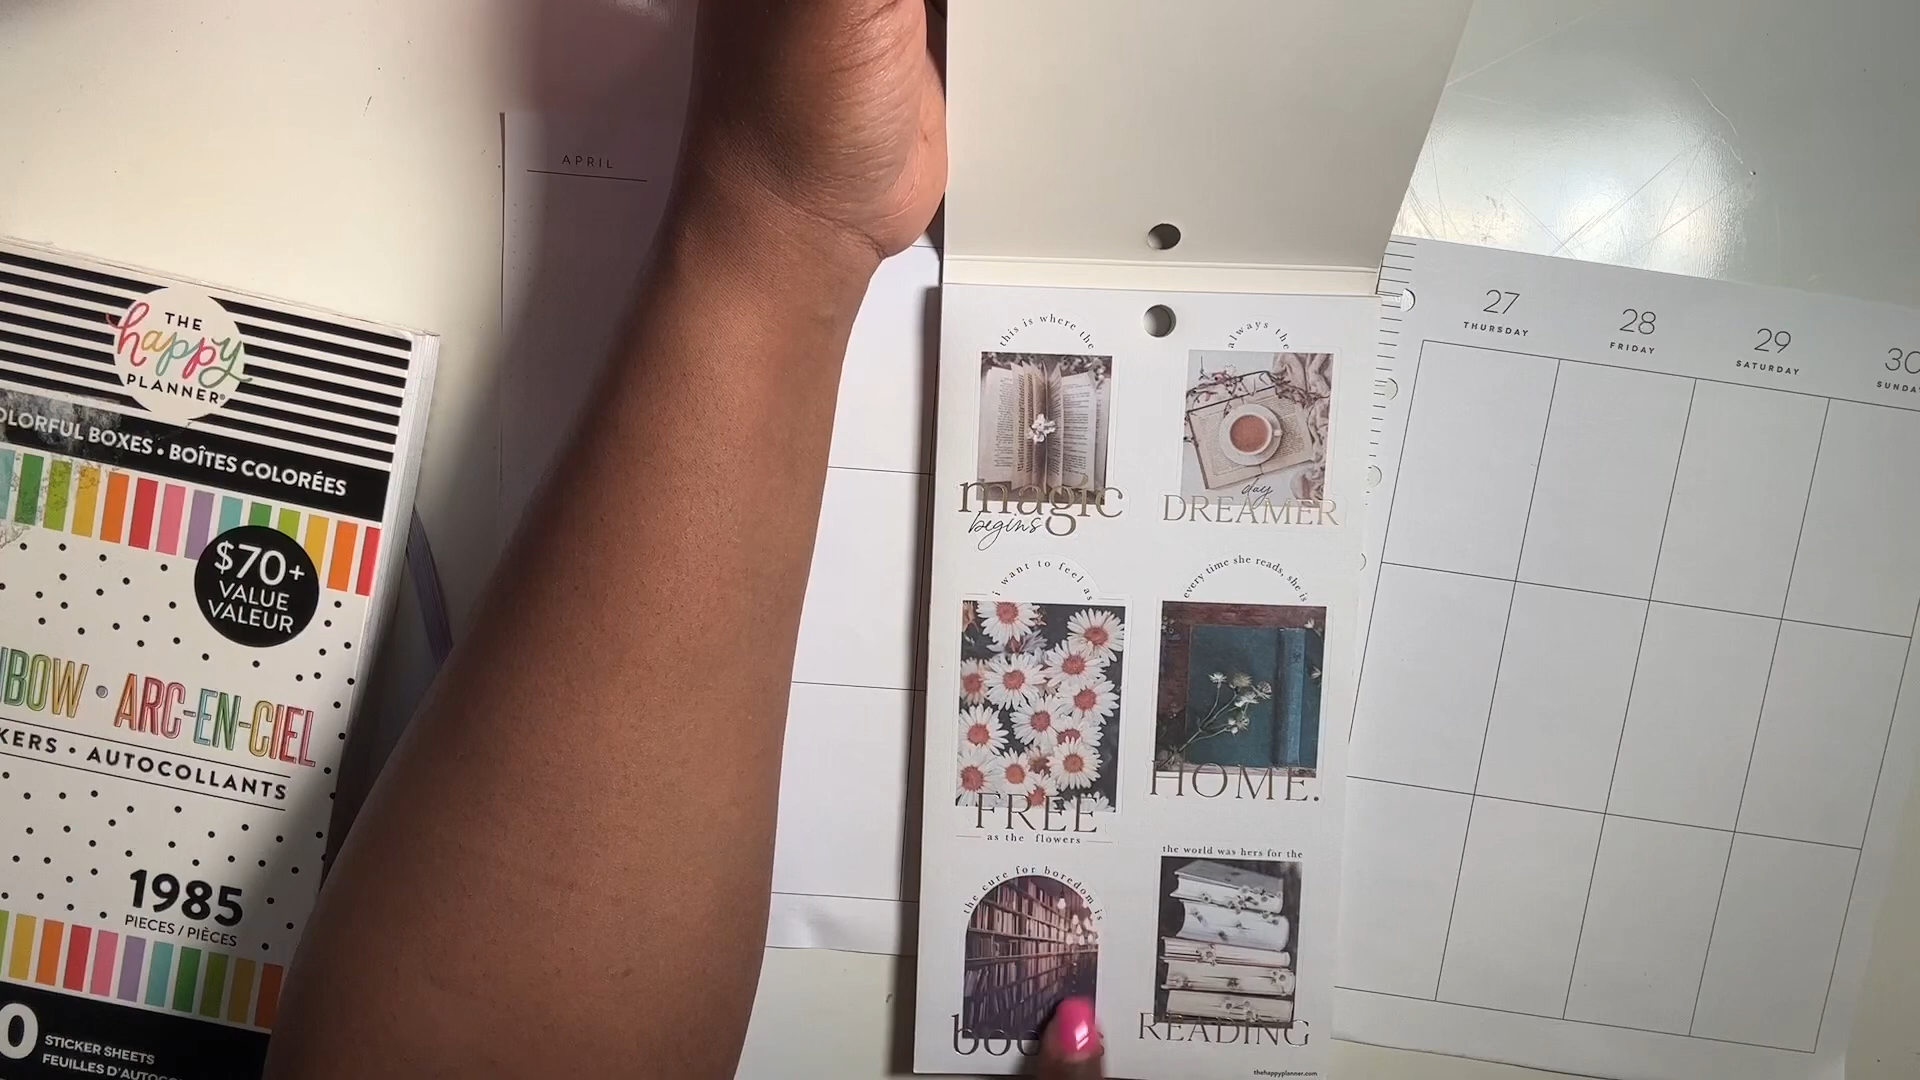 APRIL
THE
happy
PLANNER
BOXES • BOÎTES COLORÉES
$70+
VALUE
VALEUR
ARC-EN-CIEL
AUTOCOLLANTS
1985
PIECES / PIÈCES
STICKER SHEETS
this is where the
magic
begins
always the
day
DREAMER
i want to feel as
FREE
as the flowers
every time she reads, she is
HOME.
the cure for boredom is
the world was hers for the
READING
thehappyplanner.com
27
THURSDAY
28
FRIDAY
29
SATURDAY
30